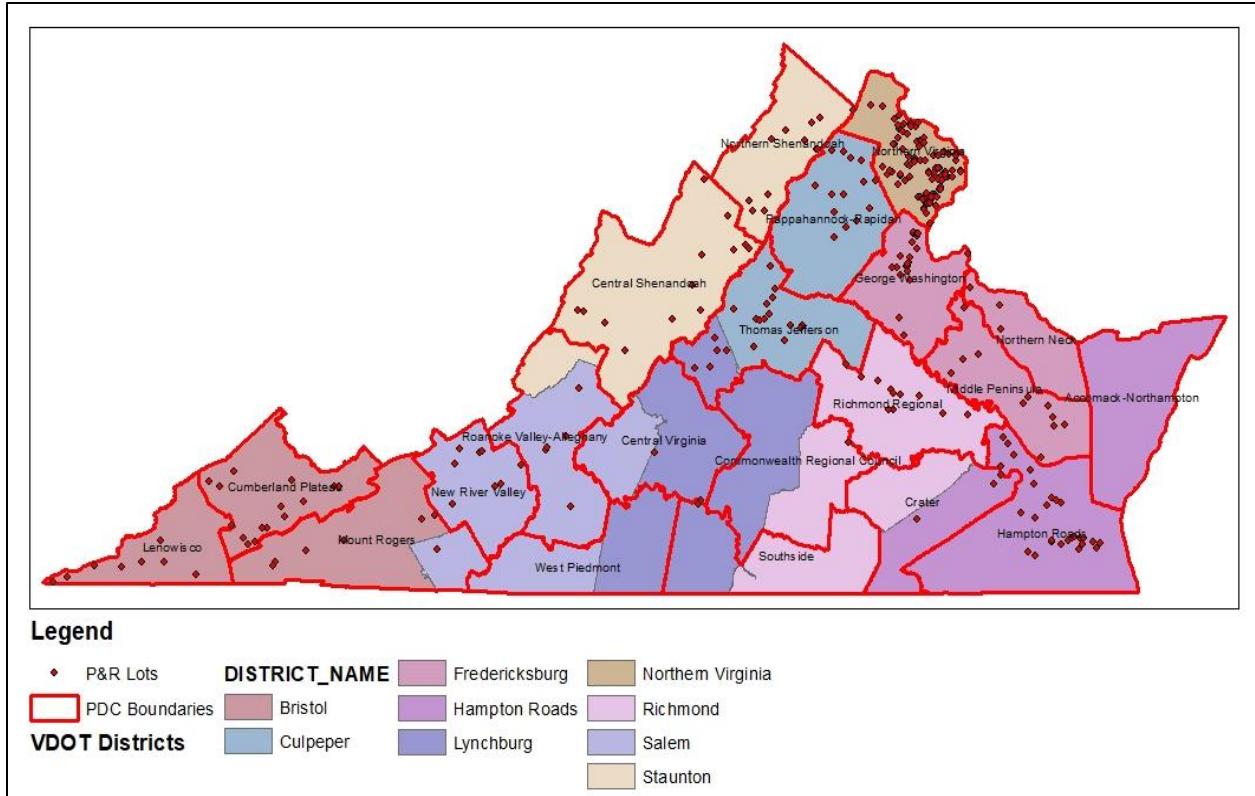 Northern Shenandoah
Northern Virginia
Rappahannock-Rapidan
George Washington
Central Shenandoah
Thomas Jefferson
Northern Neck
Middle Peninsula
Accomack-Northampton
Richmond Regional
Roanoke Valley-Alleghany
Central Virginia
Commonwealth Regional Council
Cumberland Plateau
New River Valley
Crater
Hampton Roads
Lenowisco
Mount Rogers
Southside
West Piedmont
Legend
P&R Lots
PDC Boundaries
VDOT Districts
DISTRICT_NAME
Bristol
Culpeper
Fredericksburg
Hampton Roads
Lynchburg
Northern Virginia
Richmond
Salem
Staunton